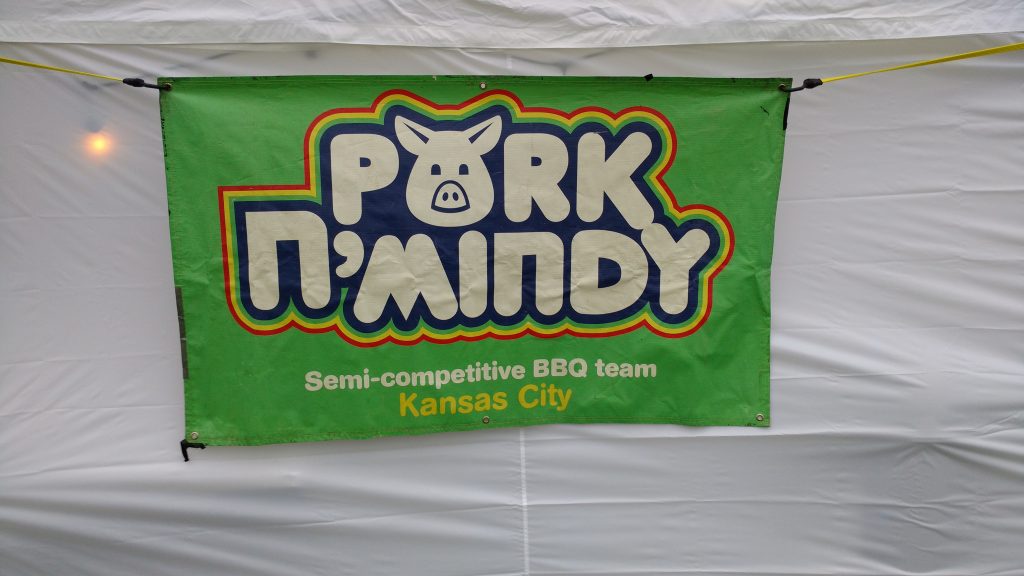 PORK
N'MINDY
Semi-competitive BBQ team
Kansas City